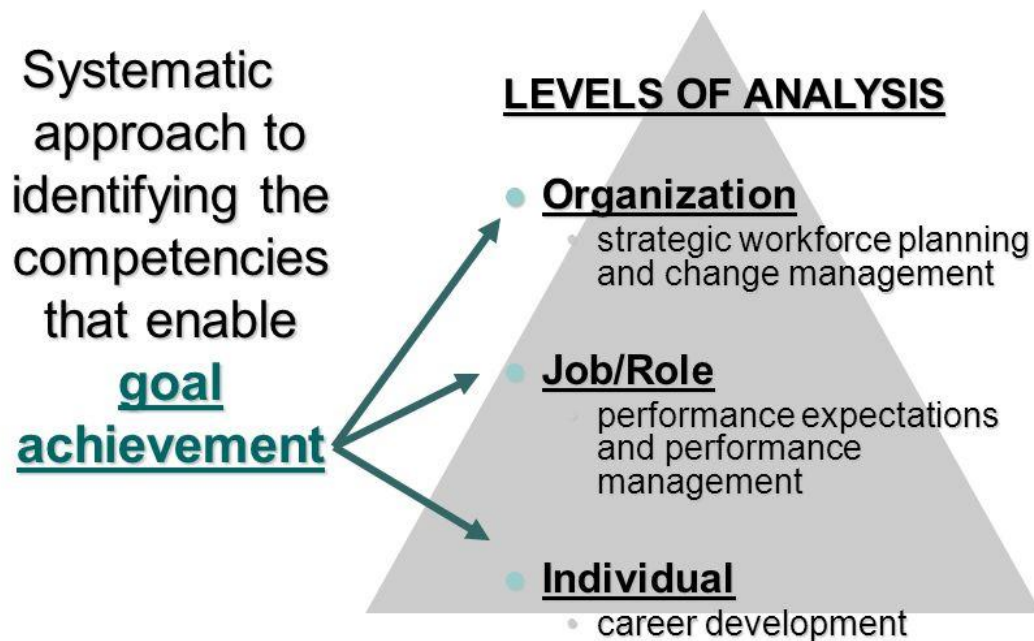 Systematic
approach to
identifying the
competencies
that enable
goal
achievement
LEVELS OF ANALYSIS
Organization
strategic workforce planning
and change management
Job/Role
performance expectations
and performance
management
Individual
career development